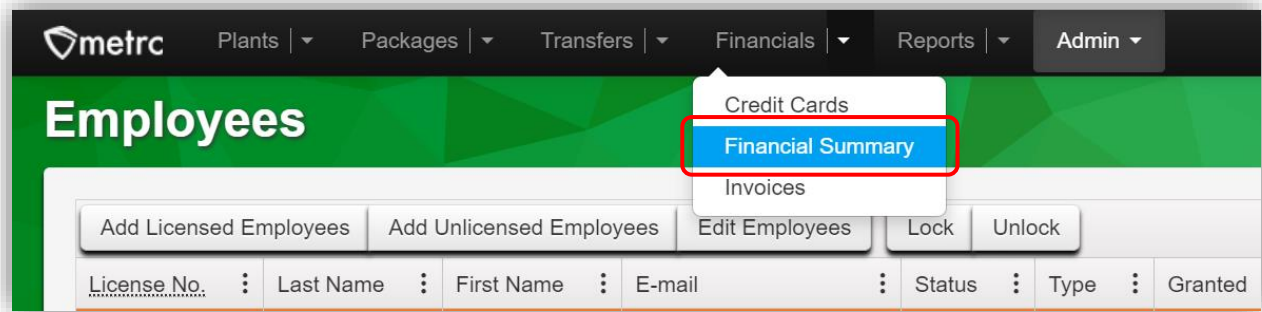 metrc Plants | Packages | Transfers | Financials | Reports | Admin
Employees
Credit Cards
Financial Summary
Invoices
Add Licensed Employees Add Unlicensed Employees Edit Employees Lock Unlock
License No. Last Name First Name E-mail Status Type Granted